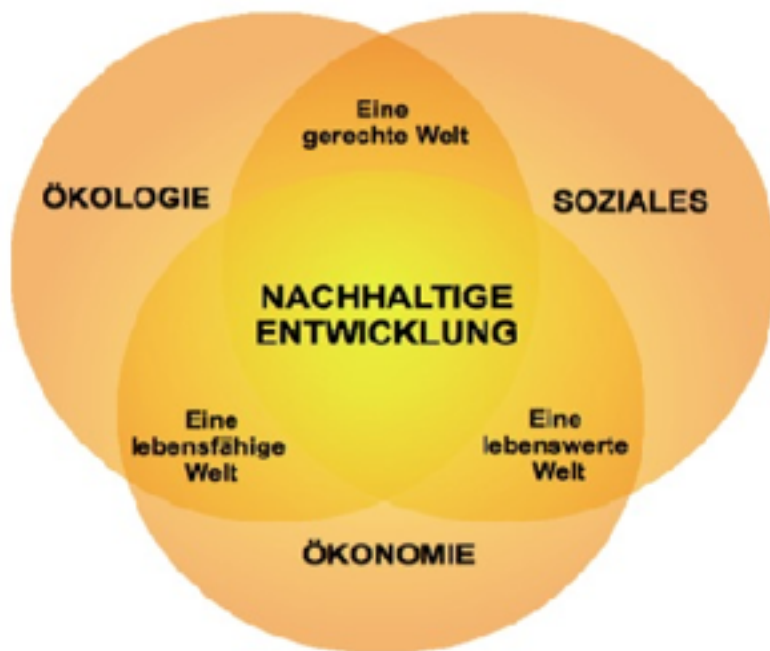 Eine
gerechte Welt
ÖKOLOGIE
SOZIALES
NACHHALTIGE
ENTWICKLUNG
Eine
lebensfähige
Welt
Eine
lebenswerte
Welt
ÖKONOMIE